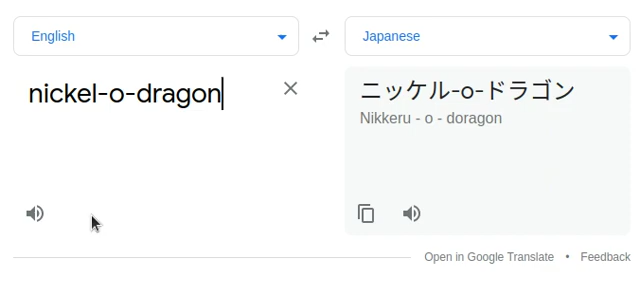 English
Japanese
nickel-o-dragon
ニッケル-o-ドラゴン
Nikkeru - o - doragon
Open in Google Translate • Feedback